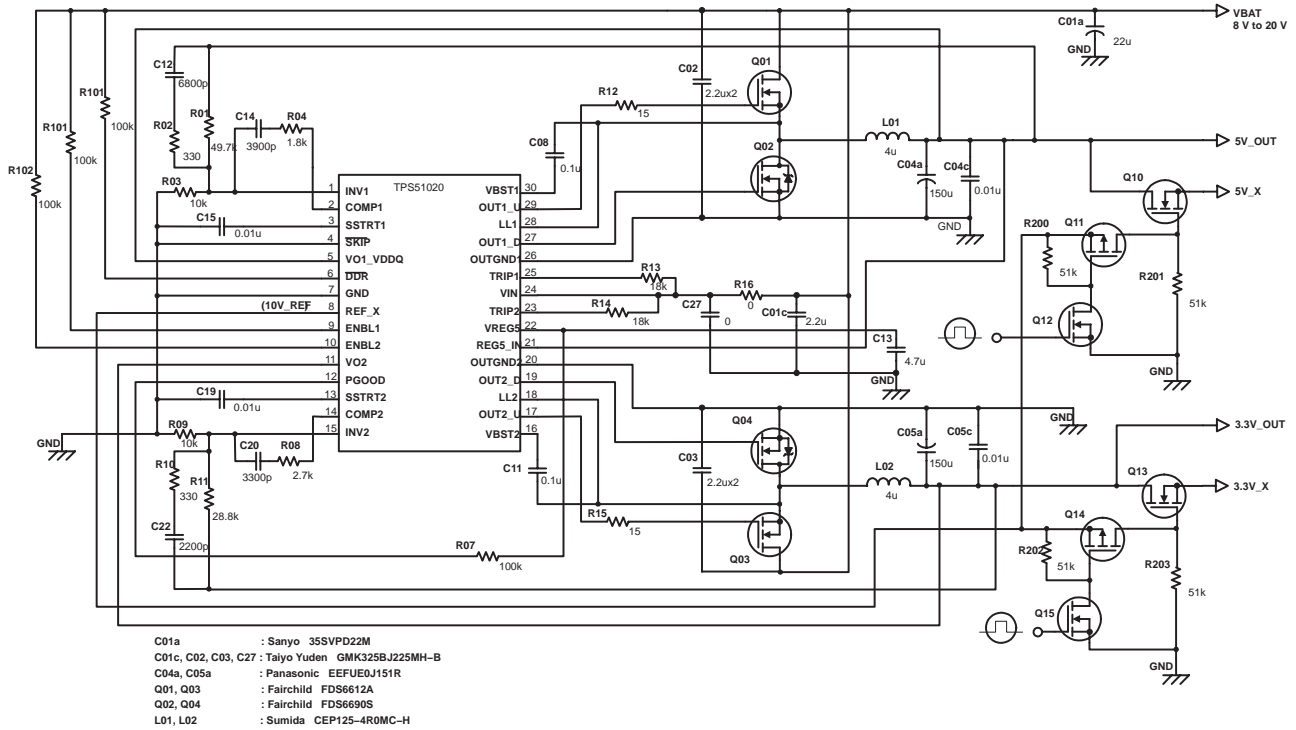 VBAT
8 V to 20 V
C01a
22u
GND
C12
6800p
C02
2.2ux2
Q01
R101
100k
R101
100k
R102
100k
R02
330
R01
49.7k
C14
3900p
R04
1.8k
R12
15
C08
0.1u
Q02
L01
4u
C04a
150u
C04c
0.01u
GND
5V_OUT
5V_X
Q10
Q11
R200
51k
R201
51k
Q12
GND
R03
10k
C15
0.01u
TPS51020
1 INV1
2 COMP1
3 SSTRT1
4 SKIP
5 VO1_VDDQ
6 DDR
7 GND
8 REF_X
9 ENBL1
10 ENBL2
11 VO2
12 PGOOD
13 SSTRT2
14 COMP2
15 INV2
VBST1 30
OUT1_U 29
LL1 28
OUT1_D 27
OUTGND1 26
TRIP1 25
VIN 24
TRIP2 23
VREG5 22
REG5_IN 21
OUTGND2 20
OUT2_D 19
LL2 18
OUT2_U 17
VBST2 16
(10V_REF)
R13
18k
R14
18k
R16
0
C27
0
C01c
2.2u
C13
4.7u
GND
C19
0.01u
GND
R09
10k
C20
3300p
R08
2.7k
R10
330
R11
28.8k
C22
2200p
C11
0.1u
R15
15
R07
100k
Q04
C03
2.2ux2
Q03
L02
4u
C05a
150u
C05c
0.01u
GND
3.3V_OUT
3.3V_X
Q13
Q14
R202
51k
R203
51k
Q15
GND
C01a : Sanyo 35SVPD22M
C01c, C02, C03, C27 : Taiyo Yuden GMK325BJ225MH–B
C04a, C05a : Panasonic EEFUE0J151R
Q01, Q03 : Fairchild FDS6612A
Q02, Q04 : Fairchild FDS6690S
L01, L02 : Sumida CEP125–4R0MC–H